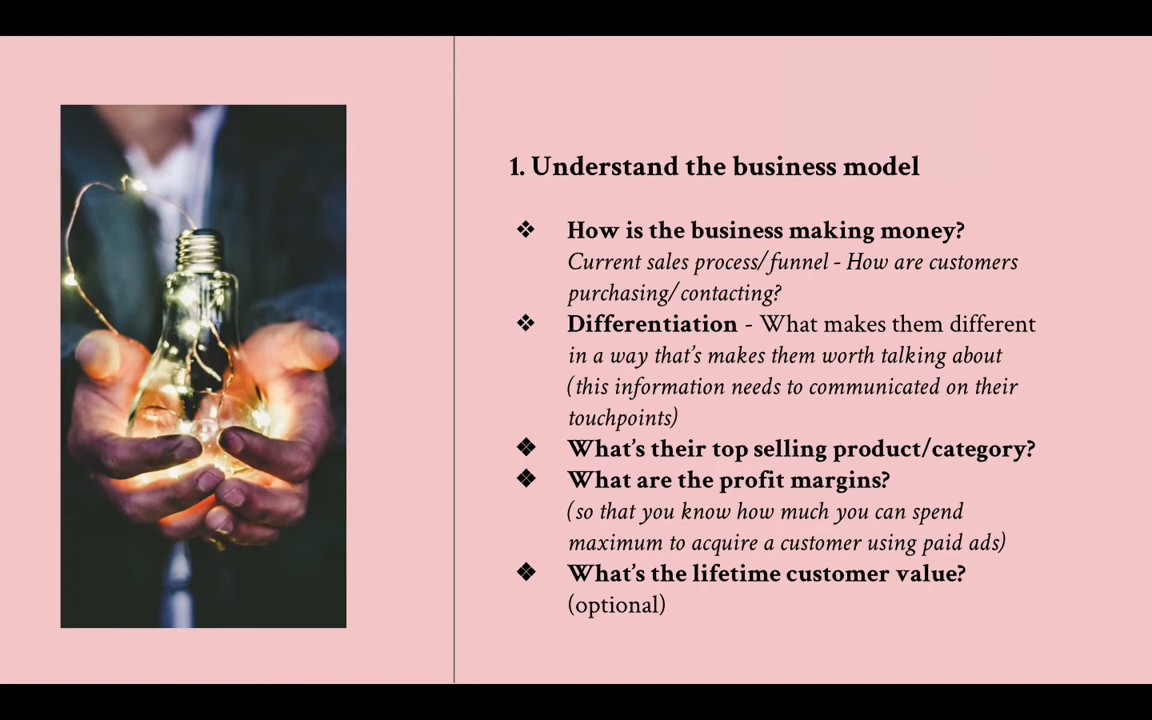 1. Understand the business model
❖ How is the business making money?
Current sales process/funnel - How are customers
purchasing/contacting?
❖ Differentiation - What makes them different
in a way that's makes them worth talking about
(this information needs to communicated on their
touchpoints)
❖ What's their top selling product/category?
❖ What are the profit margins?
(so that you know how much you can spend
maximum to acquire a customer using paid ads)
❖ What's the lifetime customer value?
(optional)